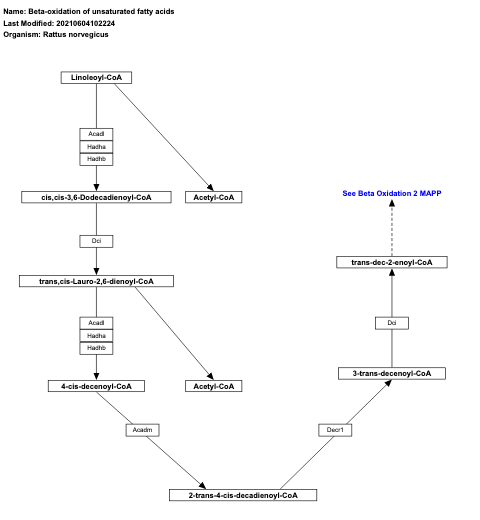 Name: Beta-oxidation of unsaturated fatty acids
Last Modified: 20210604102224
Organism: Rattus norvegicus
Linoleoyl-CoA
Acadl
Hadha
Hadhb
cis,cis-3,6-Dodecadienoyl-CoA
Acetyl-CoA
See Beta Oxidation 2 MAPP
Dci
trans-dec-2-enoyl-CoA
trans,cis-Lauro-2,6-dienoyl-CoA
Acadl
Hadha
Hadhb
Dci
3-trans-decenoyl-CoA
4-cis-decenoyl-CoA
Acetyl-CoA
Acadm
Decr1
2-trans-4-cis-decadienoyl-CoA